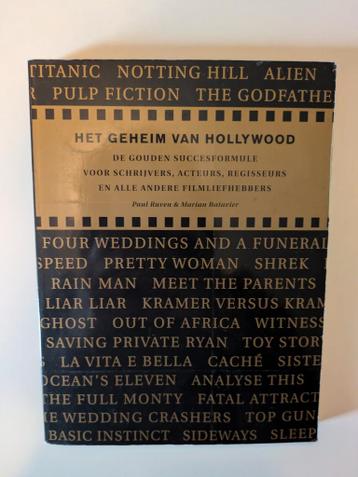 TITANIC NOTTING HILL ALIEN
R PULP FICTION THE GODFATHE
HET GEHEIM VAN HOLLYWOOD
DE GOUDEN SUCCESFORMULE
VOOR SCHRIJVERS, ACTEURS, REGISSEURS
EN ALLE ANDERE FILMLIEFHEBBERS
Paul Ruven & Marian Batavier
FOUR WEDDINGS AND A FUNERAL
SPEED PRETTY WOMAN SHREK
RAIN MAN MEET THE PARENTS
LIAR LIAR KRAMER VERSUS KRAM
GHOST OUT OF AFRICA WITNESS
SAVING PRIVATE RYAN TOY STOR
S LA VITA E BELLA CACHÉ SISTE
OCEAN'S ELEVEN ANALYSE THIS
THE FULL MONTY FATAL ATTRACT
HE WEDDING CRASHERS TOP GUN
BASIC INSTINCT SIDEWAYS SLEEP